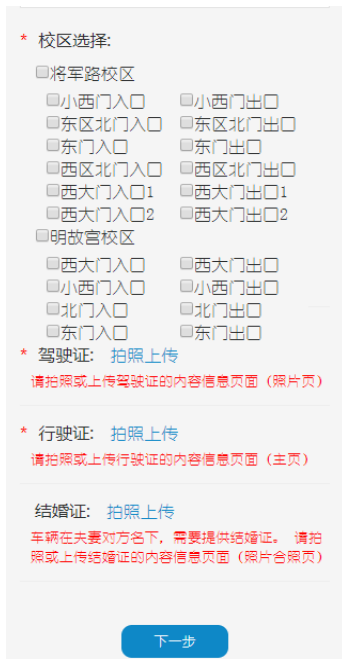 * 校区选择:
将军路校区
小西门入口 小西门出口
东区北门入口 东区北门出口
东门入口 东门出口
西区北门入口 西区北门出口
西大门入口1 西大门出口1
西大门入口2 西大门出口2
明故宫校区
西大门入口 西大门出口
小西门入口 小西门出口
北门入口 北门出口
东门入口 东门出口
* 驾驶证: 拍照上传
请拍照或上传驾驶证的内容信息页面（照片页）
* 行驶证: 拍照上传
请拍照或上传行驶证的内容信息页面（主页）
结婚证: 拍照上传
车辆在夫妻对方名下，需要提供结婚证。 请拍
照或上传结婚证的内容信息页面（照片合照页）
下一步